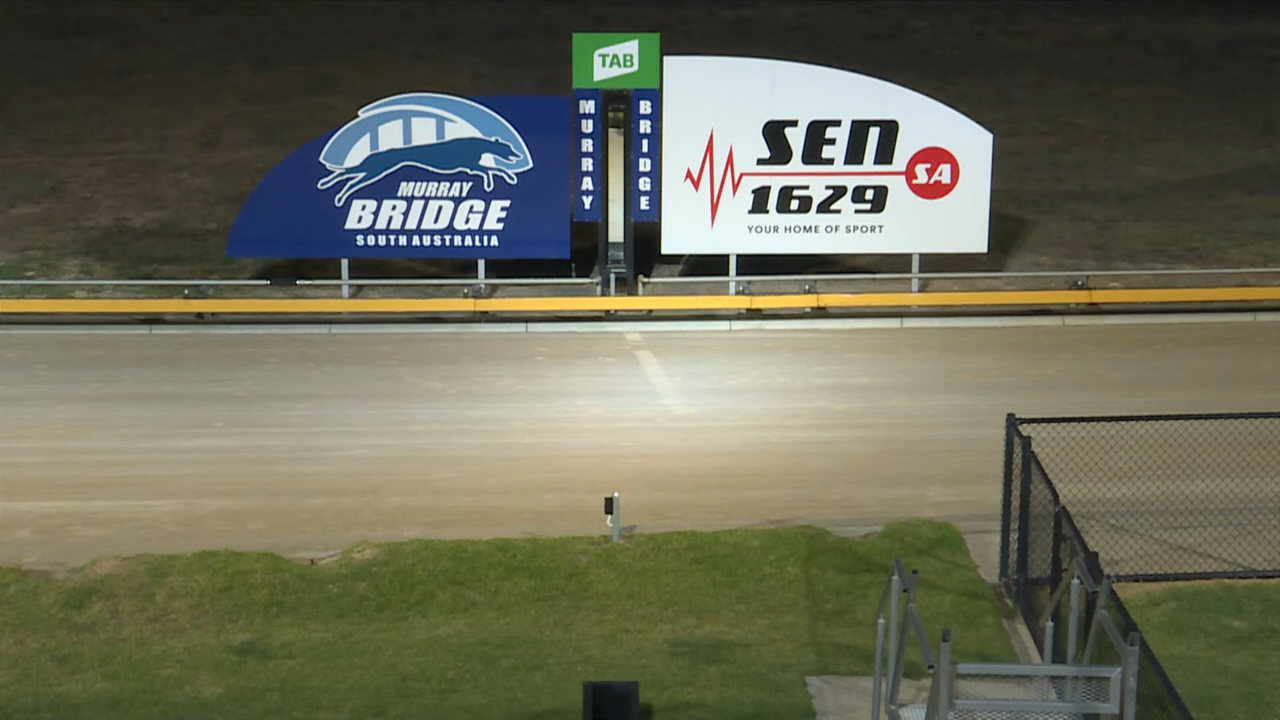 TAB
MURRAY
BRIDGE
MURRAY
BRIDGE
SOUTH AUSTRALIA
SEN
SA
1629
YOUR HOME OF SPORT